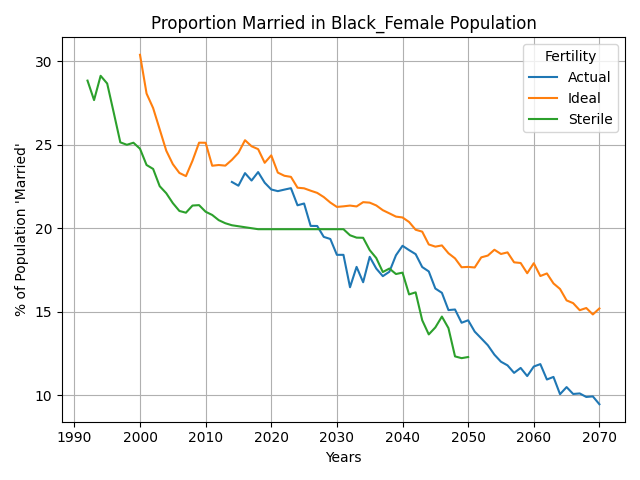 Proportion Married in Black_Female Population
% of Population 'Married'
30
25
20
15
10
Fertility
Actual
Ideal
Sterile
1990 2000 2010 2020 2030 2040 2050 2060 2070
Years